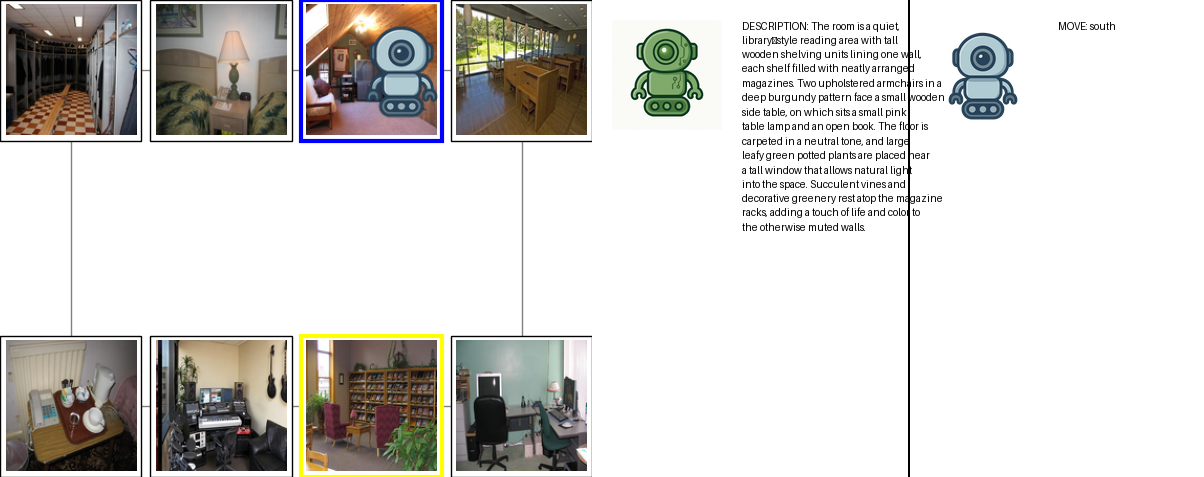 DESCRIPTION: The room is a quiet,
library□style reading area with tall
wooden shelving units lining one wall,
each shelf filled with neatly arranged
magazines. Two upholstered armchairs in a
deep burgundy pattern face a small wooden
side table, on which sits a small pink
table lamp and an open book. The floor is
carpeted in a neutral tone, and large
leafy green potted plants are placed near
a tall window that allows natural light
into the space. Succulent vines and
decorative greenery rest atop the magazine
racks, adding a touch of life and color to
the otherwise muted walls.
MOVE: south